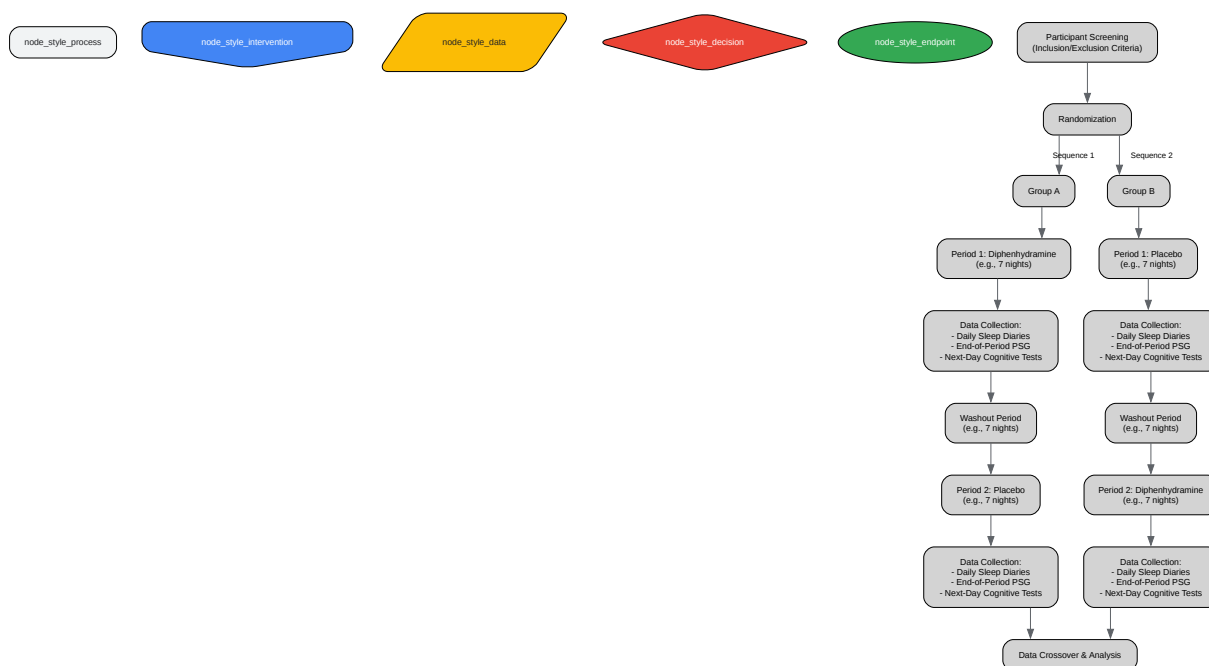 node_style_process
node_style_intervention
node_style_data
node_style_decision
node_style_endpoint
Participant Screening
(Inclusion/Exclusion Criteria)
Randomization
Sequence 1
Sequence 2
Group A
Group B
Period 1: Diphenhydramine
(e.g., 7 nights)
Period 1: Placebo
(e.g., 7 nights)
Data Collection:
- Daily Sleep Diaries
- End-of-Period PSG
- Next-Day Cognitive Tests
Data Collection:
- Daily Sleep Diaries
- End-of-Period PSG
- Next-Day Cognitive Tests
Washout Period
(e.g., 7 nights)
Washout Period
(e.g., 7 nights)
Period 2: Placebo
(e.g., 7 nights)
Period 2: Diphenhydramine
(e.g., 7 nights)
Data Collection:
- Daily Sleep Diaries
- End-of-Period PSG
- Next-Day Cognitive Tests
Data Collection:
- Daily Sleep Diaries
- End-of-Period PSG
- Next-Day Cognitive Tests
Data Crossover & Analysis